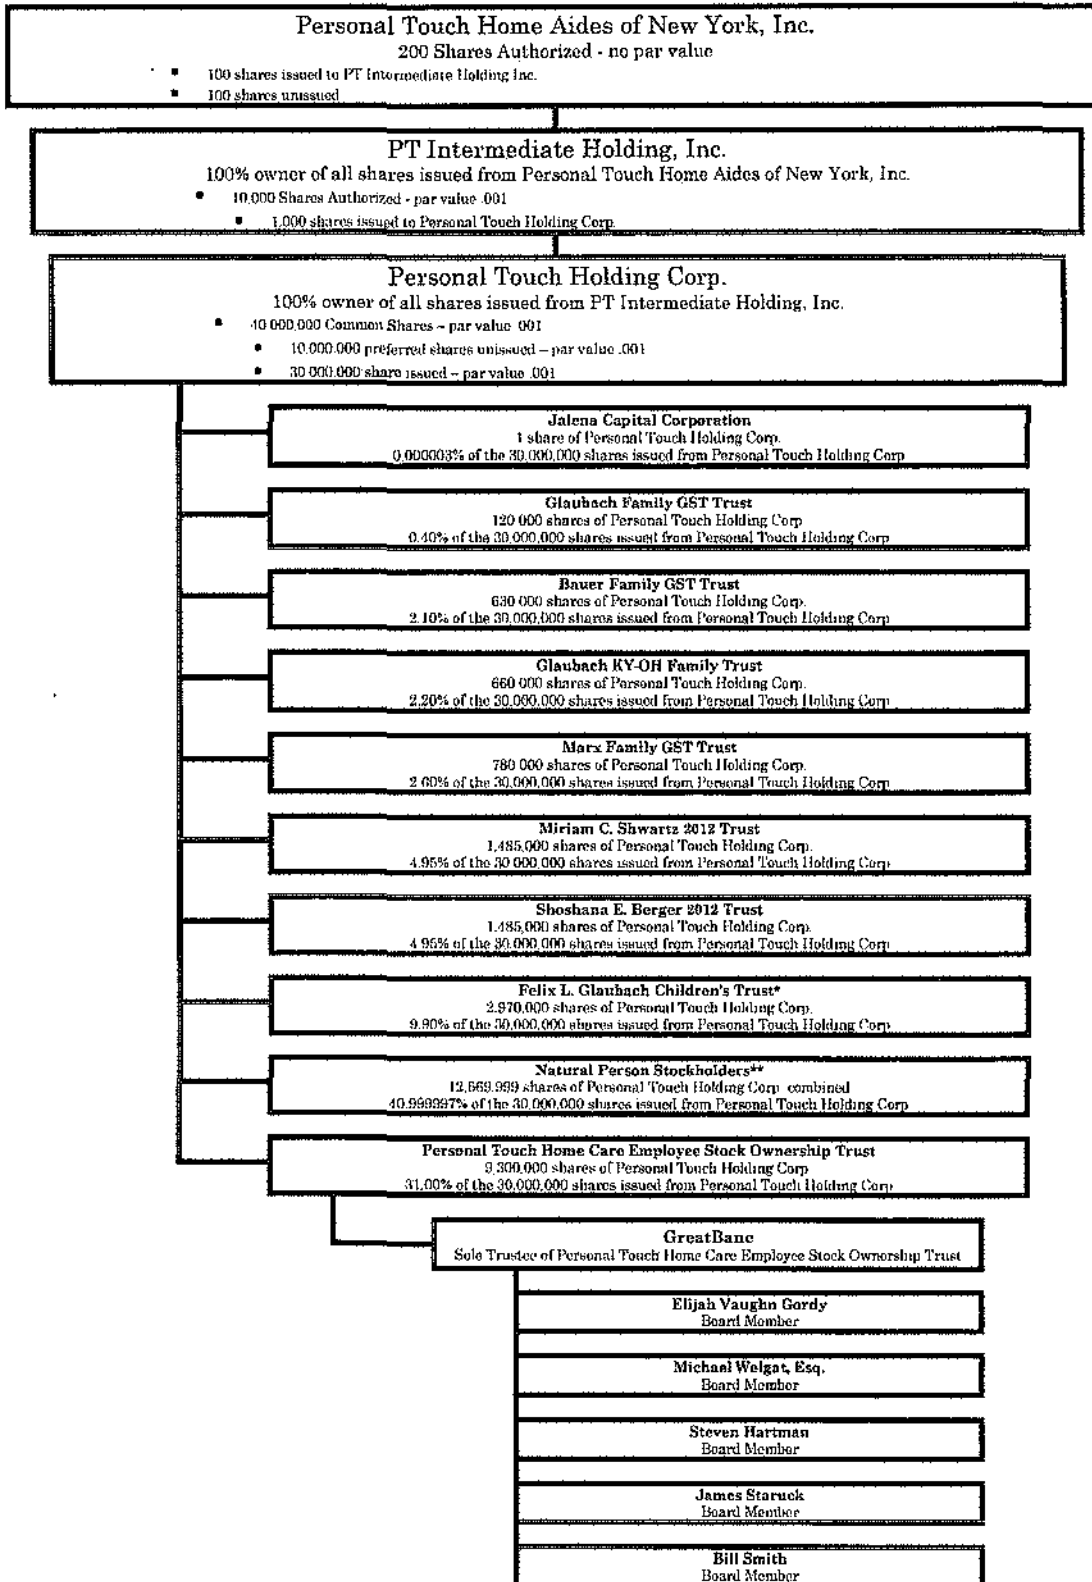 Personal Touch Home Aides of New York, Inc.
200 Shares Authorized - no par value
▪ 100 shares issued to PT Intermediate Holding Inc.
▪ 100 shares unissued
PT Intermediate Holding, Inc.
100% owner of all shares issued from Personal Touch Home Aides of New York, Inc.
▪ 10,000 Shares Authorized - par value .001
▪ 1,000 shares issued to Personal Touch Holding Corp.
Personal Touch Holding Corp.
100% owner of all shares issued from PT Intermediate Holding, Inc.
▪ 40 000,000 Common Shares – par value 001
▪ 10,000.000 preferred shares unissued – par value .001
▪ 30 000.000 share issued – par value .001
Jalena Capital Corporation
1 share of Personal Touch Holding Corp.
0.000003% of the 30,000,000 shares issued from Personal Touch Holding Corp
Glaubach Family GST Trust
120 000 shares of Personal Touch Holding Corp
0.40% of the 30,000,000 shares issued from Personal Touch Holding Corp
Bauer Family GST Trust
630 000 shares of Personal Touch Holding Corp.
2.10% of the 30,000,000 shares issued from Personal Touch Holding Corp
Glaubach KY-OH Family Trust
660 000 shares of Personal Touch Holding Corp.
2.20% of the 30,000,000 shares issued from Personal Touch Holding Corp
Marx Family GST Trust
780 000 shares of Personal Touch Holding Corp.
2 60% of the 30,000,000 shares issued from Personal Touch Holding Corp
Miriam C. Shwartz 2012 Trust
1,485,000 shares of Personal Touch Holding Corp.
4.95% of the 30 000,000 shares issued from Personal Touch Holding Corp
Shoshana E. Berger 2012 Trust
1,485,000 shares of Personal Touch Holding Corp.
4 95% of the 30,000,000 shares issued from Personal Touch Holding Corp
Felix L. Glaubach Children's Trust*
2,970,000 shares of Personal Touch Holding Corp.
9.90% of the 30,000,000 shares issued from Personal Touch Holding Corp
Natural Person Stockholders**
12,569.999 shares of Personal Touch Holding Corp combined
40.999997% of the 30,000,000 shares issued from Personal Touch Holding Corp
Personal Touch Home Care Employee Stock Ownership Trust
9,300,000 shares of Personal Touch Holding Corp
31.00% of the 30,000,000 shares issued from Personal Touch Holding Corp
GreatBanc
Sole Trustee of Personal Touch Home Care Employee Stock Ownership Trust
Elijah Vaughn Gordy
Board Member
Michael Welgat, Esq.
Board Member
Steven Hartman
Board Member
James Staruck
Board Member
Bill Smith
Board Member